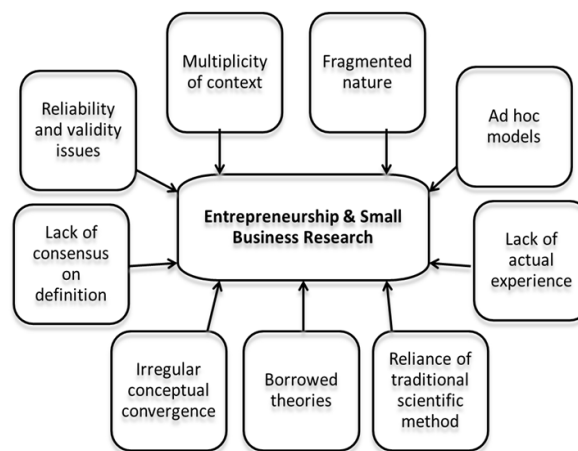 Multiplicity
of context
Fragmented
nature
Reliability
and validity
issues
Ad hoc
models
Entrepreneurship & Small
Business Research
Lack of
consensus
on
definition
Lack of
actual
experience
Irregular
conceptual
convergence
Borrowed
theories
Reliance of
traditional
scientific
method